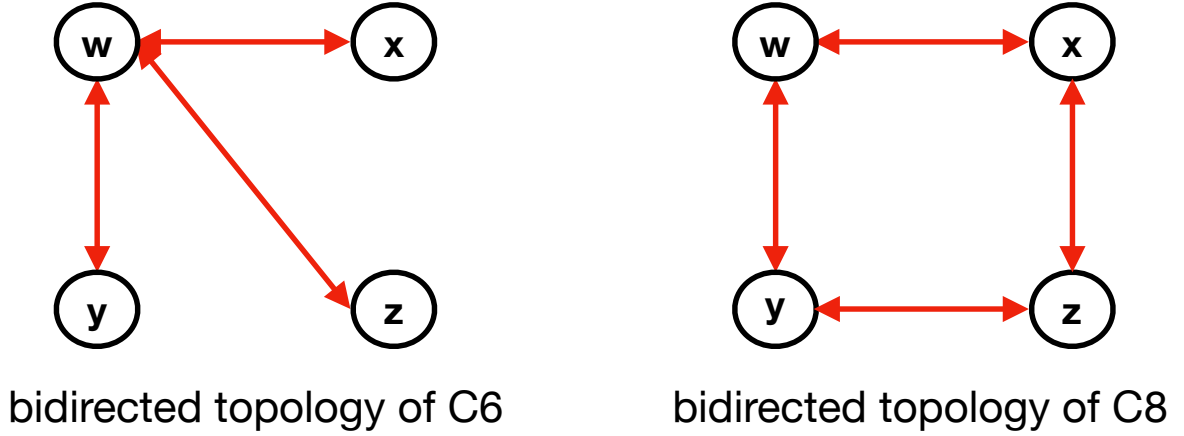 w x w x
y z y z
bidirected topology of C6 bidirected topology of C8